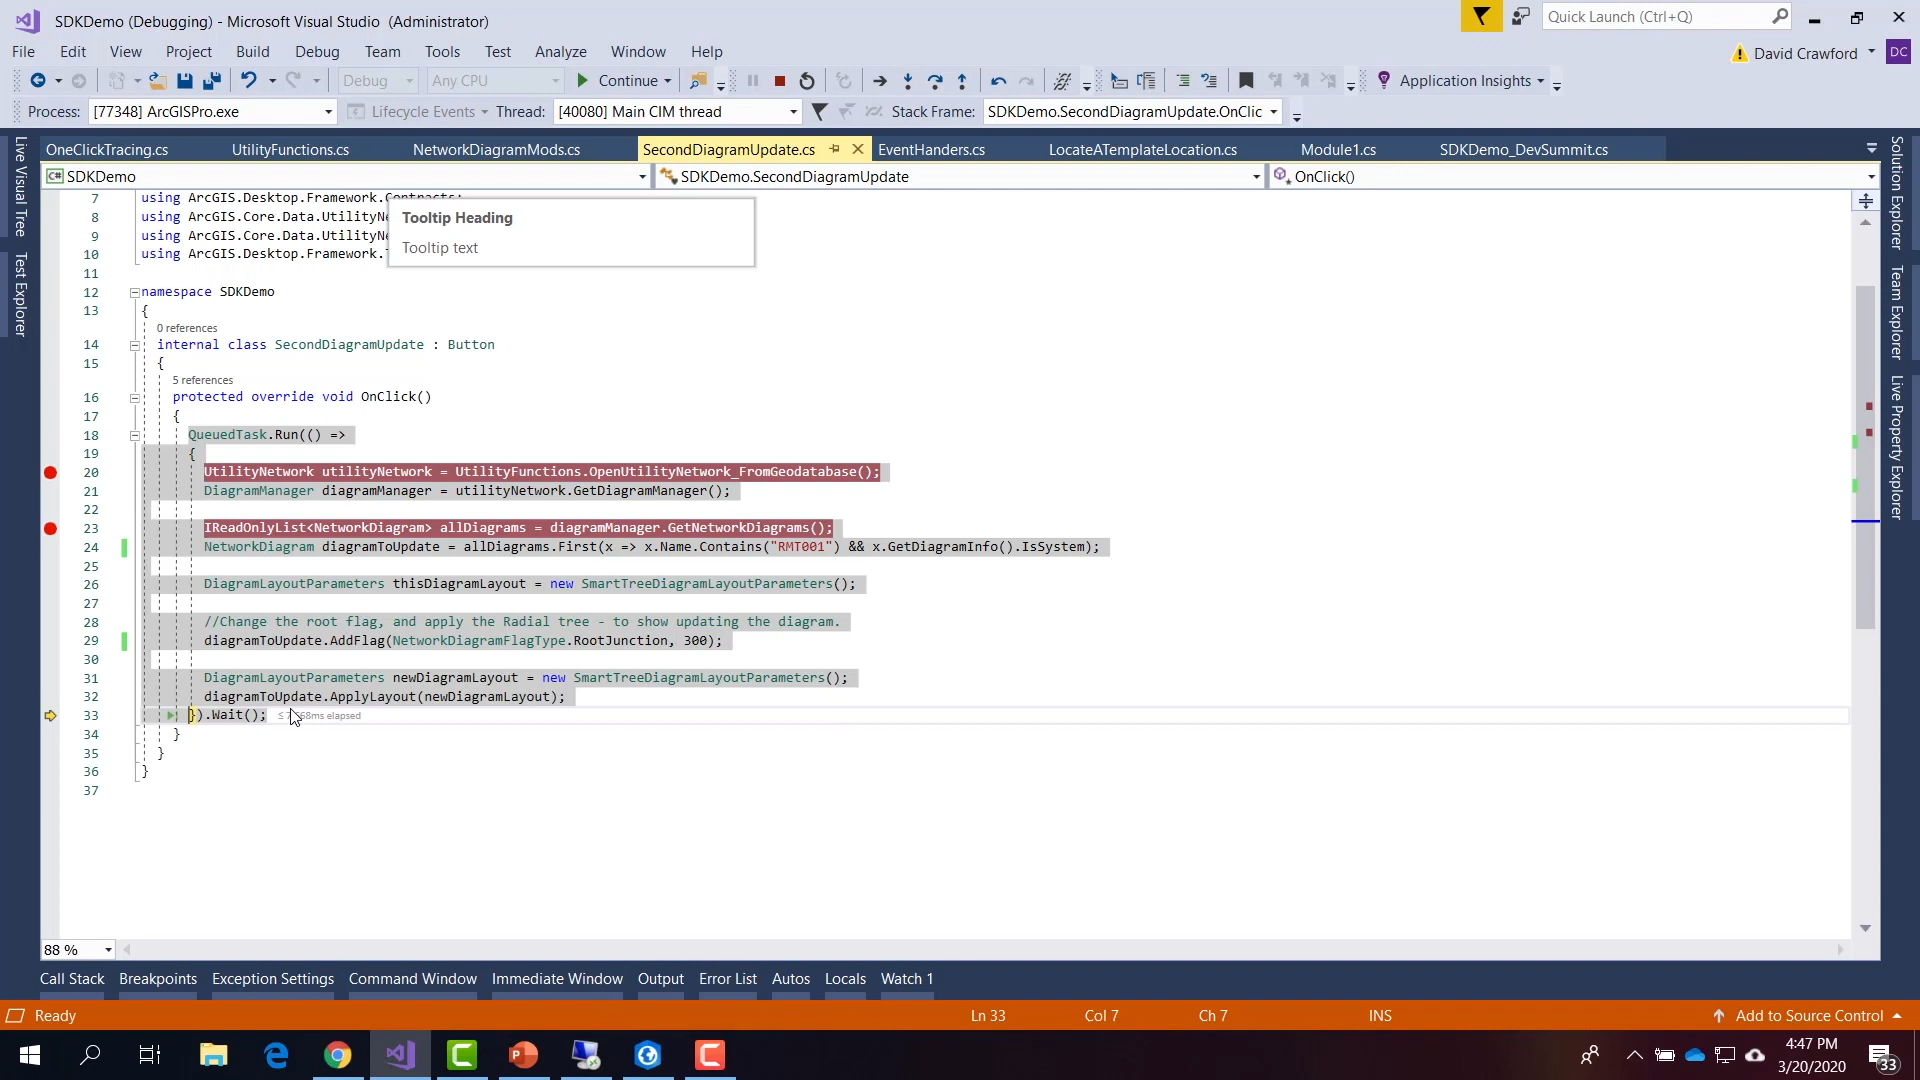 SDKDemo (Debugging) - Microsoft Visual Studio (Administrator)
Quick Launch (Ctrl+Q)
File Edit View Project Build Debug Team Tools Test Analyze Window Help
David Crawford DC
Debug Any CPU Continue Application Insights
Process: [77348] ArcGISPro.exe Lifecycle Events Thread: [40080] Main CIM thread Stack Frame: SDKDemo.SecondDiagramUpdate.OnClic
OneClickTracing.cs UtilityFunctions.cs NetworkDiagramMods.cs SecondDiagramUpdate.cs EventHanders.cs LocateATemplateLocation.cs Module1.cs SDKDemo_DevSummit.cs
C# SDKDemo SDKDemo.SecondDiagramUpdate OnClick()
Live Visual Tree
Test Explorer
Solution Explorer
Team Explorer
Live Property Explorer
7 using ArcGIS.Desktop.Framework.Contracts;
Tooltip Heading
Tooltip text
8 using ArcGIS.Core.Data.UtilityNe
9 using ArcGIS.Core.Data.UtilityNe
10 using ArcGIS.Desktop.Framework.
11
12 namespace SDKDemo
13 {
0 references
14 internal class SecondDiagramUpdate : Button
15 {
5 references
16 protected override void OnClick()
17 {
18 QueuedTask.Run(() =>
19 {
20 UtilityNetwork utilityNetwork = UtilityFunctions.OpenUtilityNetwork_FromGeodatabase();
21 DiagramManager diagramManager = utilityNetwork.GetDiagramManager();
22
23 IReadOnlyList<NetworkDiagram> allDiagrams = diagramManager.GetNetworkDiagrams();
24 NetworkDiagram diagramToUpdate = allDiagrams.First(x => x.Name.Contains("RMT001") && x.GetDiagramInfo().IsSystem);
25
26 DiagramLayoutParameters thisDiagramLayout = new SmartTreeDiagramLayoutParameters();
27
28 //Change the root flag, and apply the Radial tree - to show updating the diagram.
29 diagramToUpdate.AddFlag(NetworkDiagramFlagType.RootJunction, 300);
30
31 DiagramLayoutParameters newDiagramLayout = new SmartTreeDiagramLayoutParameters();
32 diagramToUpdate.ApplyLayout(newDiagramLayout);
33 }).Wait(); elapsed
34 }
35 }
36 }
37
88 %
Call Stack Breakpoints Exception Settings Command Window Immediate Window Output Error List Autos Locals Watch 1
Ready Ln 33 Col 7 Ch 7 INS Add to Source Control
4:47 PM
3/20/2020
33